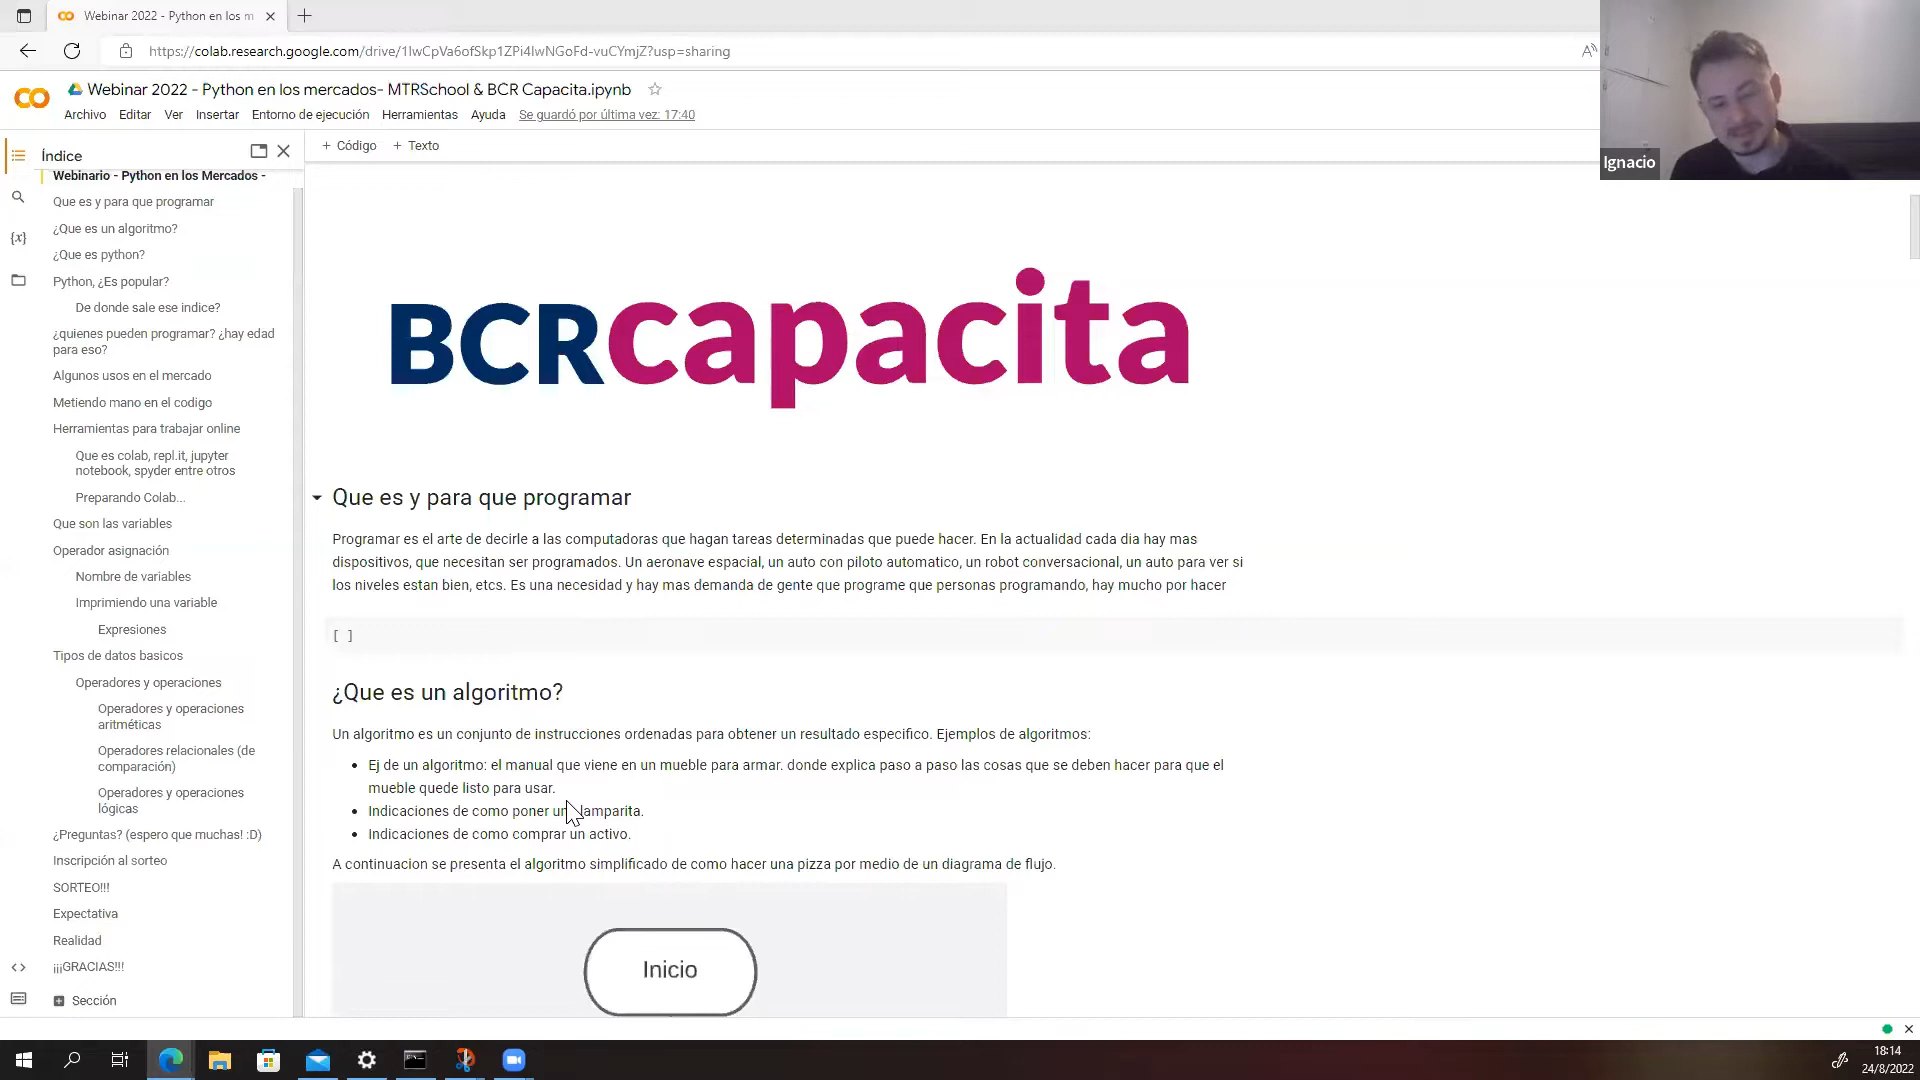 Webinar 2022 - Python en los m
https://colab.research.google.com/drive/1IwCpVa6ofSkp1ZPi4lwNGoFd-vuCYmjZ?usp=sharing
Webinar 2022 - Python en los mercados- MTRSchool & BCR Capacita.ipynb
Archivo Editar Ver Insertar Entorno de ejecución Herramientas Ayuda Se guardó por última vez: 17:40
Índice
+ Código + Texto
Ignacio
Webinario - Python en los Mercados -
Que es y para que programar
¿Que es un algoritmo?
¿Que es python?
Python, ¿Es popular?
De donde sale ese indice?
¿quienes pueden programar? ¿hay edad
para eso?
Algunos usos en el mercado
Metiendo mano en el codigo
Herramientas para trabajar online
Que es colab, repl.it, jupyter
notebook, spyder entre otros
Preparando Colab...
Que son las variables
Operador asignación
Nombre de variables
Imprimiendo una variable
Expresiones
Tipos de datos basicos
Operadores y operaciones
Operadores y operaciones
aritméticas
Operadores relacionales (de
comparación)
Operadores y operaciones
lógicas
¿Preguntas? (espero que muchas! :D)
Inscripción al sorteo
SORTEO!!!
Expectativa
Realidad
¡¡¡GRACIAS!!!
Sección
BCRcapacita
Que es y para que programar
Programar es el arte de decirle a las computadoras que hagan tareas determinadas que puede hacer. En la actualidad cada dia hay mas
dispositivos, que necesitan ser programados. Un aeronave espacial, un auto con piloto automatico, un robot conversacional, un auto para ver si
los niveles estan bien, etcs. Es una necesidad y hay mas demanda de gente que programe que personas programando, hay mucho por hacer
[ ]
¿Que es un algoritmo?
Un algoritmo es un conjunto de instrucciones ordenadas para obtener un resultado especifico. Ejemplos de algoritmos:
• Ej de un algoritmo: el manual que viene en un mueble para armar. donde explica paso a paso las cosas que se deben hacer para que el
mueble quede listo para usar.
• Indicaciones de como poner una lamparita.
• Indicaciones de como comprar un activo.
A continuacion se presenta el algoritmo simplificado de como hacer una pizza por medio de un diagrama de flujo.
Inicio
18:14
24/8/2022